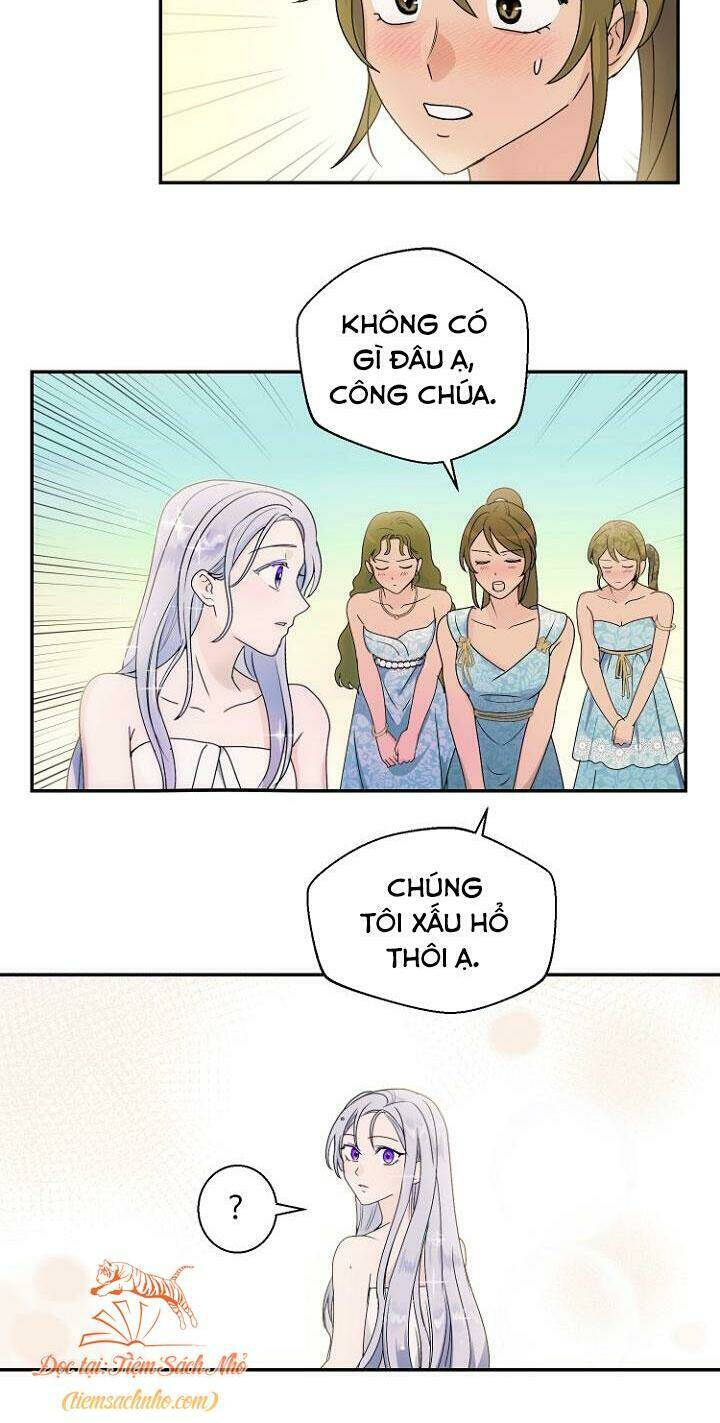 KHÔNG CÓ
GÌ ĐÂU Ạ,
CÔNG CHÚA.
CHÚNG
TÔI XẤU HỔ
THÔI Ạ.
?
Đọc tại: Tiệm Sách Nhỏ
(tiemsachnho.com)